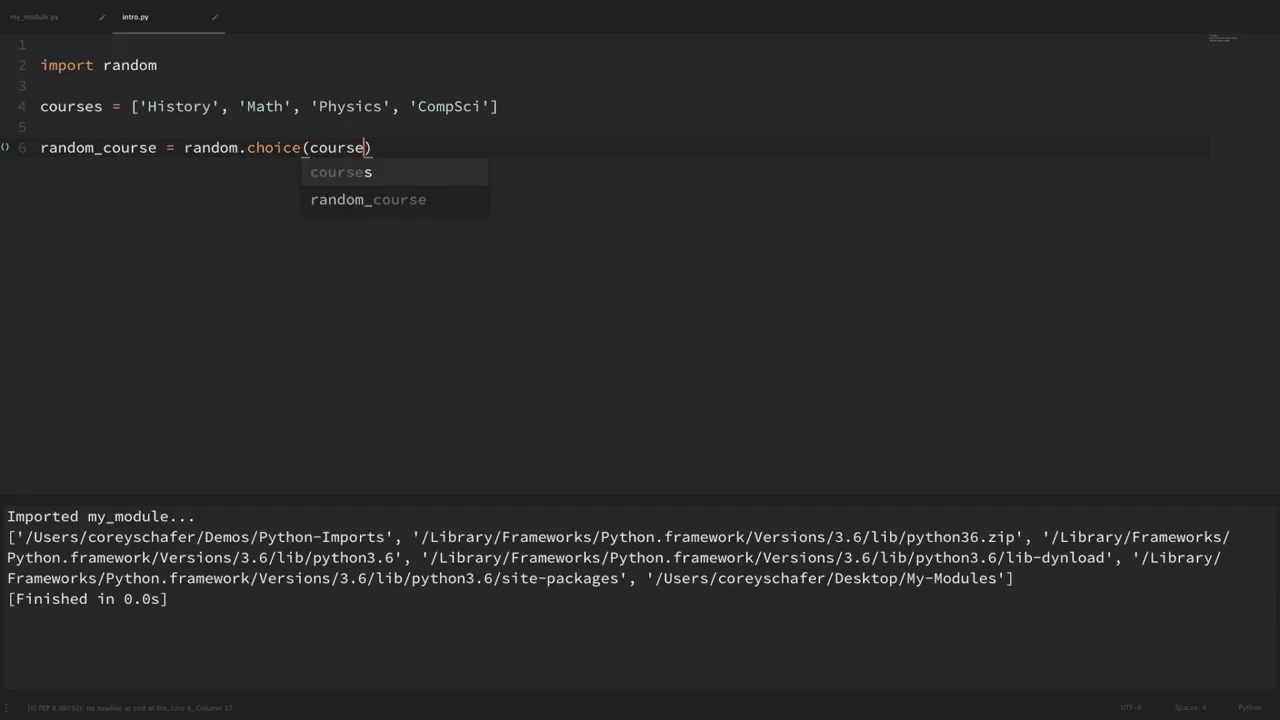 my_module.py intro.py
1
2 import random
3
4 courses = ['History', 'Math', 'Physics', 'CompSci']
5
() 6 random_course = random.choice(course)
courses
random_course
Imported my_module...
['/Users/coreyschafer/Demos/Python-Imports', '/Library/Frameworks/Python.framework/Versions/3.6/lib/python36.zip', '/Library/Frameworks/
Python.framework/Versions/3.6/lib/python3.6', '/Library/Frameworks/Python.framework/Versions/3.6/lib/python3.6/lib-dynload', '/Library/
Frameworks/Python.framework/Versions/3.6/lib/python3.6/site-packages', '/Users/coreyschafer/Desktop/My-Modules']
[Finished in 0.0s]
[V] PEP 8 (W292): no newline at end of file, Line 6, Column 37 UTF-8 Spaces: 4 Python